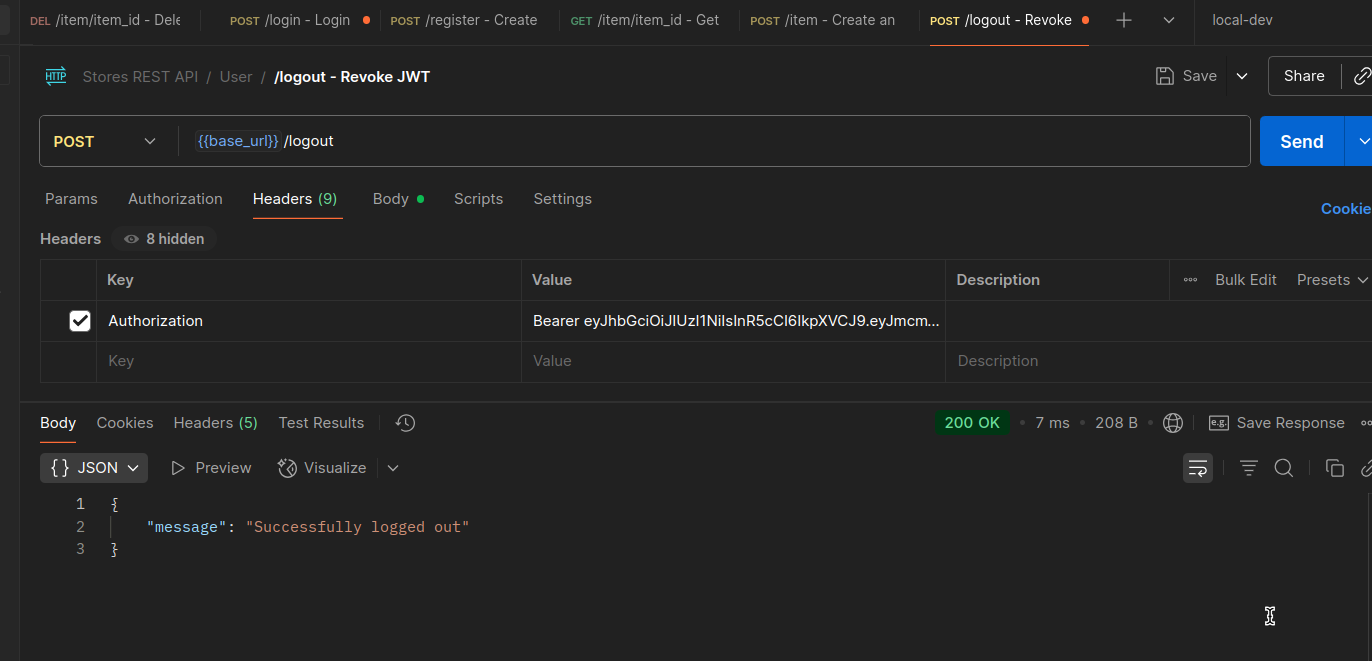 DEL /item/item_id - Dele POST /login - Login POST /register - Create GET /item/item_id - Get POST /item - Create an POST /logout - Revoke local-dev
HTTP Stores REST API / User / /logout - Revoke JWT Save Share
POST {{base_url}} /logout Send
Params Authorization Headers (9) Body Scripts Settings Cookie
Headers 8 hidden
Key Value Description Bulk Edit Presets
Authorization Bearer eyJhbGciOiJIUzI1NiIsInR5cCI6IkpXVCJ9.eyJmcm...
Key Value Description
Body Cookies Headers (5) Test Results 200 OK 7 ms 208 B e.g. Save Response
{} JSON Preview Visualize
1 {
2 "message": "Successfully logged out"
3 }